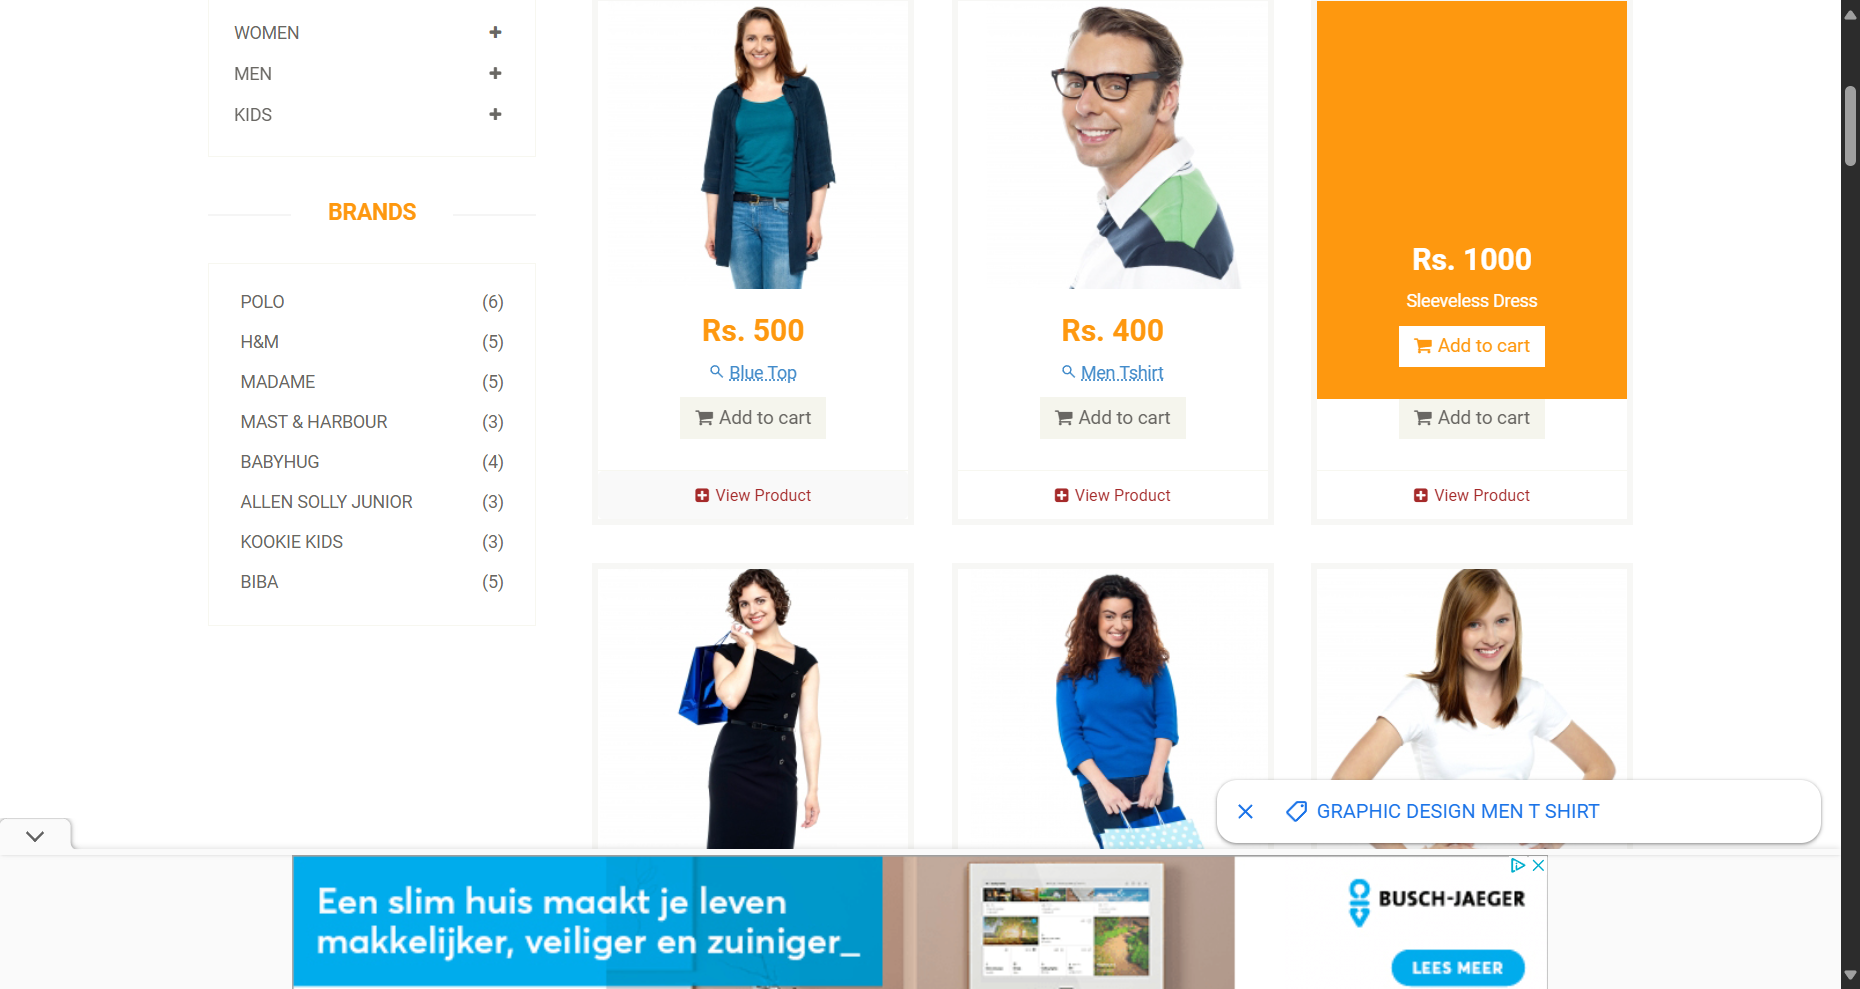 WOMEN
MEN
KIDS
BRANDS
POLO (6)
H&M (5)
MADAME (5)
MAST & HARBOUR (3)
BABYHUG (4)
ALLEN SOLLY JUNIOR (3)
KOOKIE KIDS (3)
BIBA (5)
Rs. 500
Blue Top
Add to cart
View Product
Rs. 400
Men Tshirt
Add to cart
View Product
Rs. 1000
Sleeveless Dress
Add to cart
Add to cart
View Product
GRAPHIC DESIGN MEN T SHIRT
Een slim huis maakt je leven
makkelijker, veiliger en zuiniger_
BUSCH-JAEGER
LEES MEER